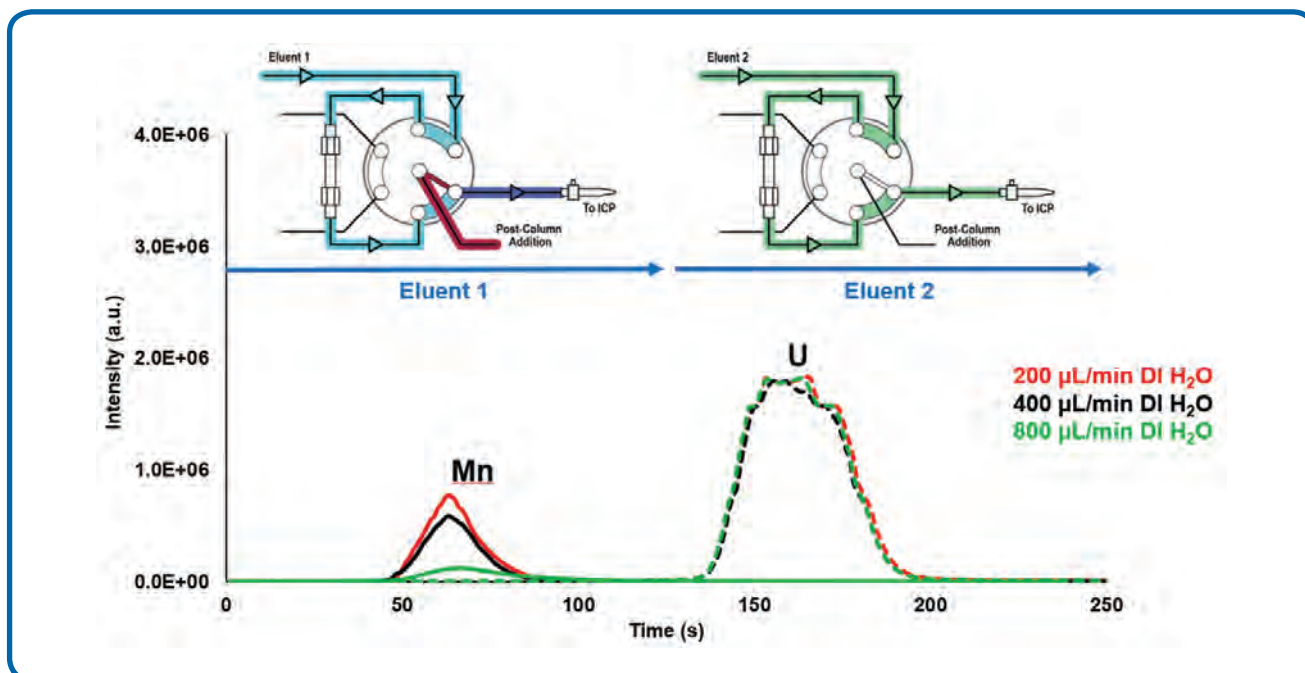 Eluent 1
Eluent 2
To ICP
Post-Column
Addition
To ICP
Post-Column
Addition
Eluent 1
Eluent 2
4.0E+06
3.0E+06
2.0E+06
1.0E+06
0.0E+00
Intensity (a.u.)
Mn
U
200 µL/min DI H₂O
400 µL/min DI H₂O
800 µL/min DI H₂O
0
50
100
150
200
250
Time (s)